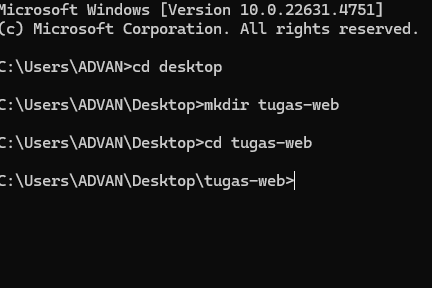 Microsoft Windows [Version 10.0.22631.4751]
(c) Microsoft Corporation. All rights reserved.
C:\Users\ADVAN>cd desktop
C:\Users\ADVAN\Desktop>mkdir tugas-web
C:\Users\ADVAN\Desktop>cd tugas-web
C:\Users\ADVAN\Desktop\tugas-web>